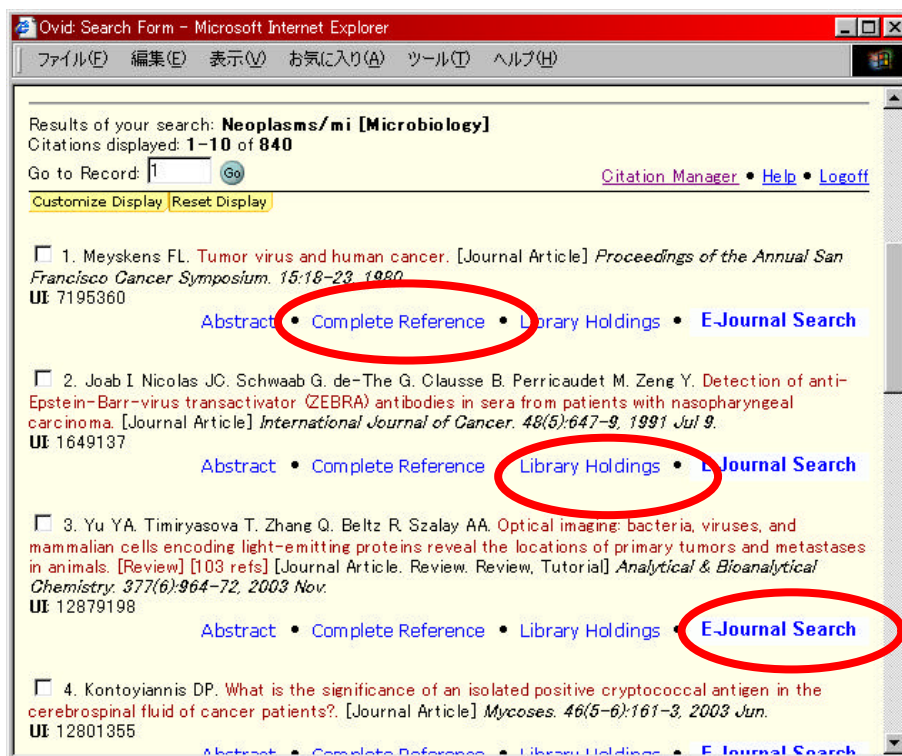 Ovid: Search Form - Microsoft Internet Explorer
ファイル(F) 編集(E) 表示(V) お気に入り(A) ツール(T) ヘルプ(H)
Results of your search: Neoplasms/mi [Microbiology]
Citations displayed: 1-10 of 840
Go to Record: 1 Go
Citation Manager • Help • Logoff
Customize Display Reset Display
1. Meyskens FL. Tumor virus and human cancer. [Journal Article] Proceedings of the Annual San
Francisco Cancer Symposium. 15:18-23, 1980
UI: 7195360
Abstract • Complete Reference • Library Holdings • E-Journal Search
2. Joab I. Nicolas JC. Schwaab G. de-The G. Clausse B. Perricaudet M. Zeng Y. Detection of anti-
Epstein-Barr-virus transactivator (ZEBRA) antibodies in sera from patients with nasopharyngeal
carcinoma. [Journal Article] International Journal of Cancer. 48(5):647-9, 1991 Jul 9.
UI: 1649137
Abstract • Complete Reference Library Holdings • E-Journal Search
3. Yu YA. Timiryasova T. Zhang Q. Beltz R. Szalay AA. Optical imaging: bacteria, viruses, and
mammalian cells encoding light-emitting proteins reveal the locations of primary tumors and metastases
in animals. [Review] [103 refs] [Journal Article. Review. Review, Tutorial] Analytical & Bioanalytical
Chemistry. 377(6):964-72, 2003 Nov.
UI: 12879198
Abstract • Complete Reference • Library Holdings • E-Journal Search
4. Kontoyiannis DP. What is the significance of an isolated positive cryptococcal antigen in the
cerebrospinal fluid of cancer patients?. [Journal Article] Mycoses. 46(5-6):161-3, 2003 Jun.
UI: 12801355
Abstract • Complete Reference • Library Holdings • E-Journal Search